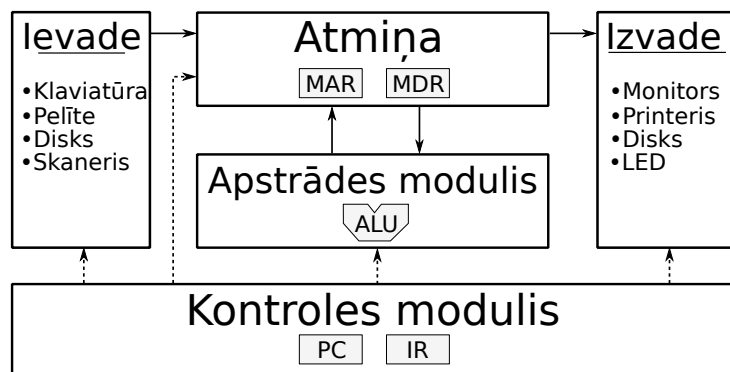 Ievade
•Klaviatūra
•Pelīte
•Disks
•Skaneris
Atmiņa
MAR MDR
Izvade
•Monitors
•Printeris
•Disks
•LED
Apstrādes modulis
ALU
Kontroles modulis
PC IR